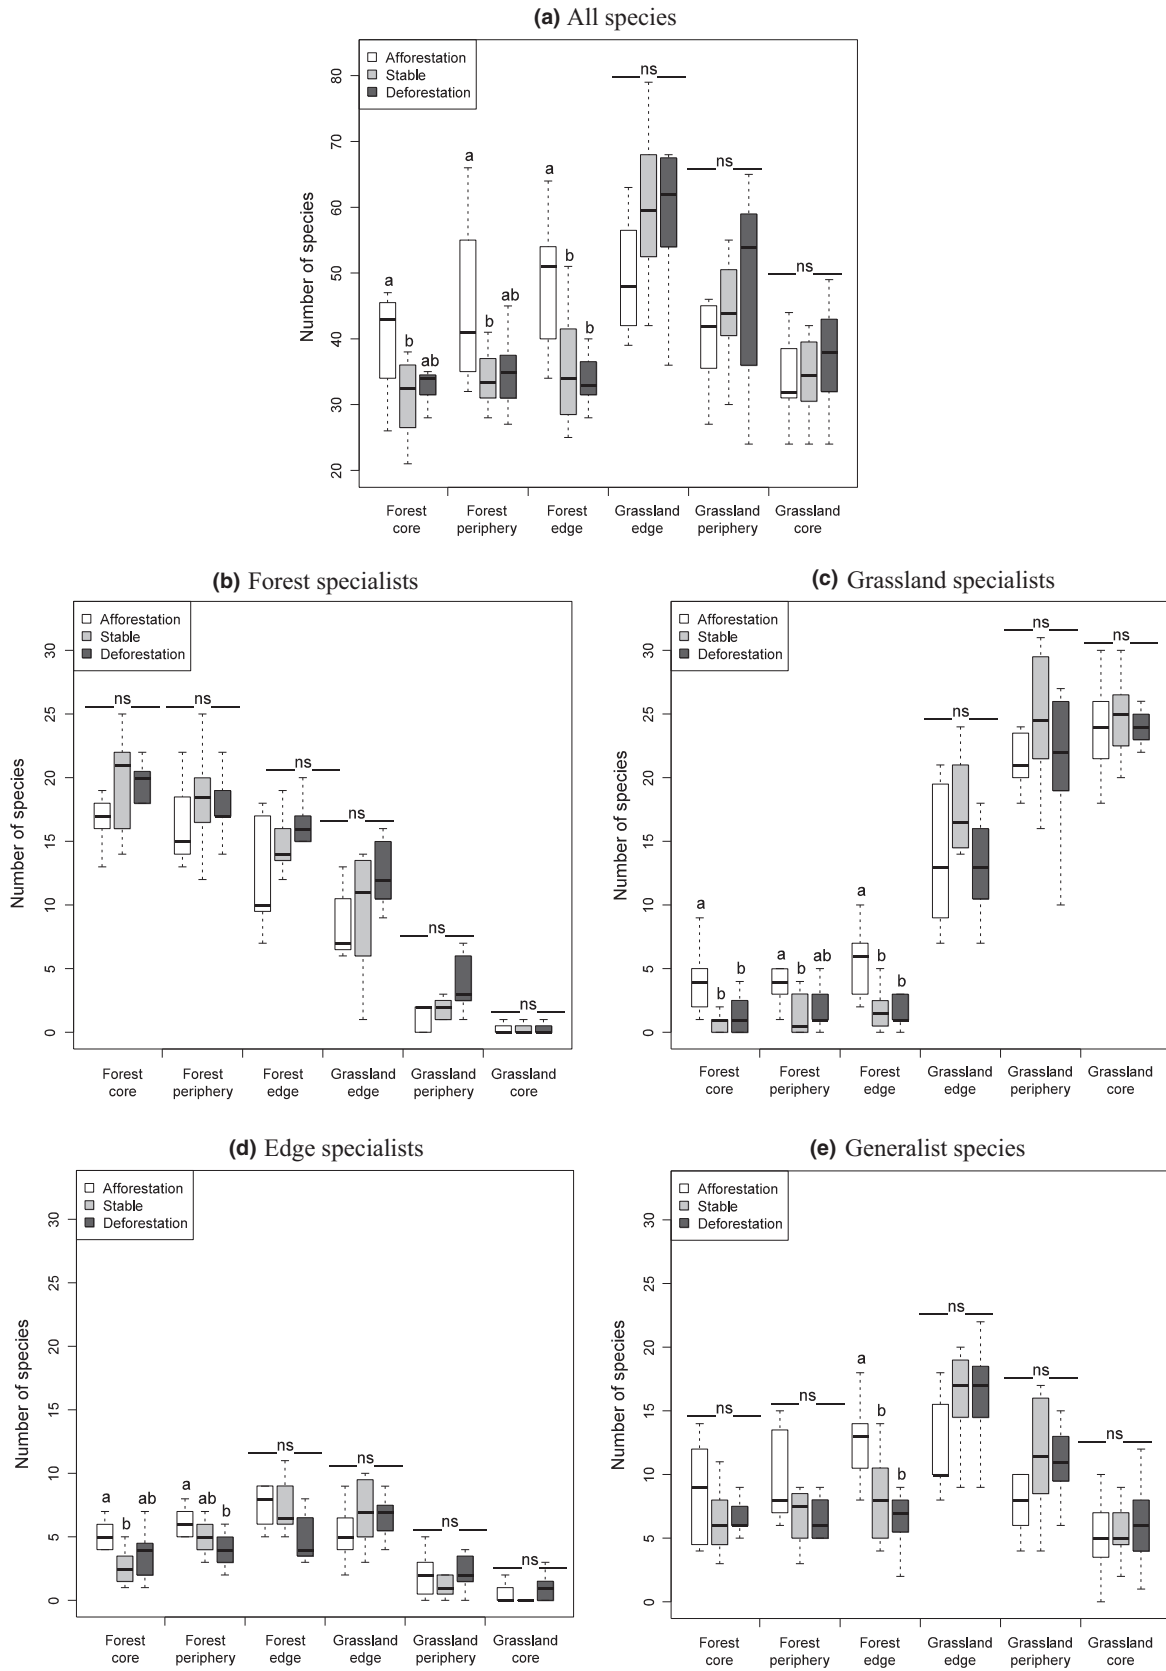 (a) All species
Afforestation
Stable
Deforestation
Number of species
80
70
60
50
40
30
20
a
b
ab
a
b
ab
a
b
b
ns
ns
ns
Forest core
Forest periphery
Forest edge
Grassland edge
Grassland periphery
Grassland core
(b) Forest specialists
Afforestation
Stable
Deforestation
Number of species
30
25
20
15
10
5
0
ns
ns
ns
ns
ns
ns
Forest core
Forest periphery
Forest edge
Grassland edge
Grassland periphery
Grassland core
(c) Grassland specialists
Afforestation
Stable
Deforestation
Number of species
30
25
20
15
10
5
0
a
b
b
a
b
ab
a
b
b
ns
ns
ns
Forest core
Forest periphery
Forest edge
Grassland edge
Grassland periphery
Grassland core
(d) Edge specialists
Afforestation
Stable
Deforestation
Number of species
30
25
20
15
10
5
0
a
b
ab
a
ab
b
ns
ns
ns
ns
Forest core
Forest periphery
Forest edge
Grassland edge
Grassland periphery
Grassland core
(e) Generalist species
Afforestation
Stable
Deforestation
Number of species
30
25
20
15
10
5
0
ns
ns
a
b
b
ns
ns
ns
Forest core
Forest periphery
Forest edge
Grassland edge
Grassland periphery
Grassland core